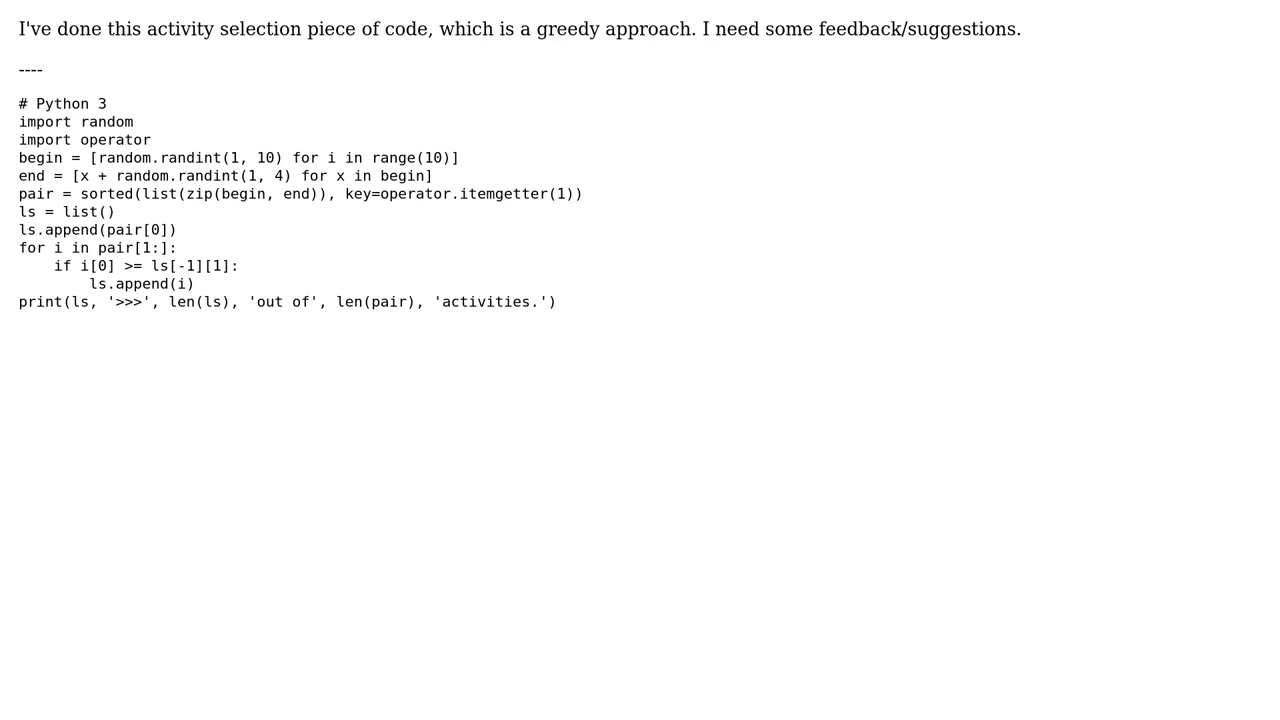 I've done this activity selection piece of code, which is a greedy approach. I need some feedback/suggestions.
----
# Python 3
import random
import operator
begin = [random.randint(1, 10) for i in range(10)]
end = [x + random.randint(1, 4) for x in begin]
pair = sorted(list(zip(begin, end)), key=operator.itemgetter(1))
ls = list()
ls.append(pair[0])
for i in pair[1:]:
    if i[0] >= ls[-1][1]:
        ls.append(i)
print(ls, '>>>', len(ls), 'out of', len(pair), 'activities.')